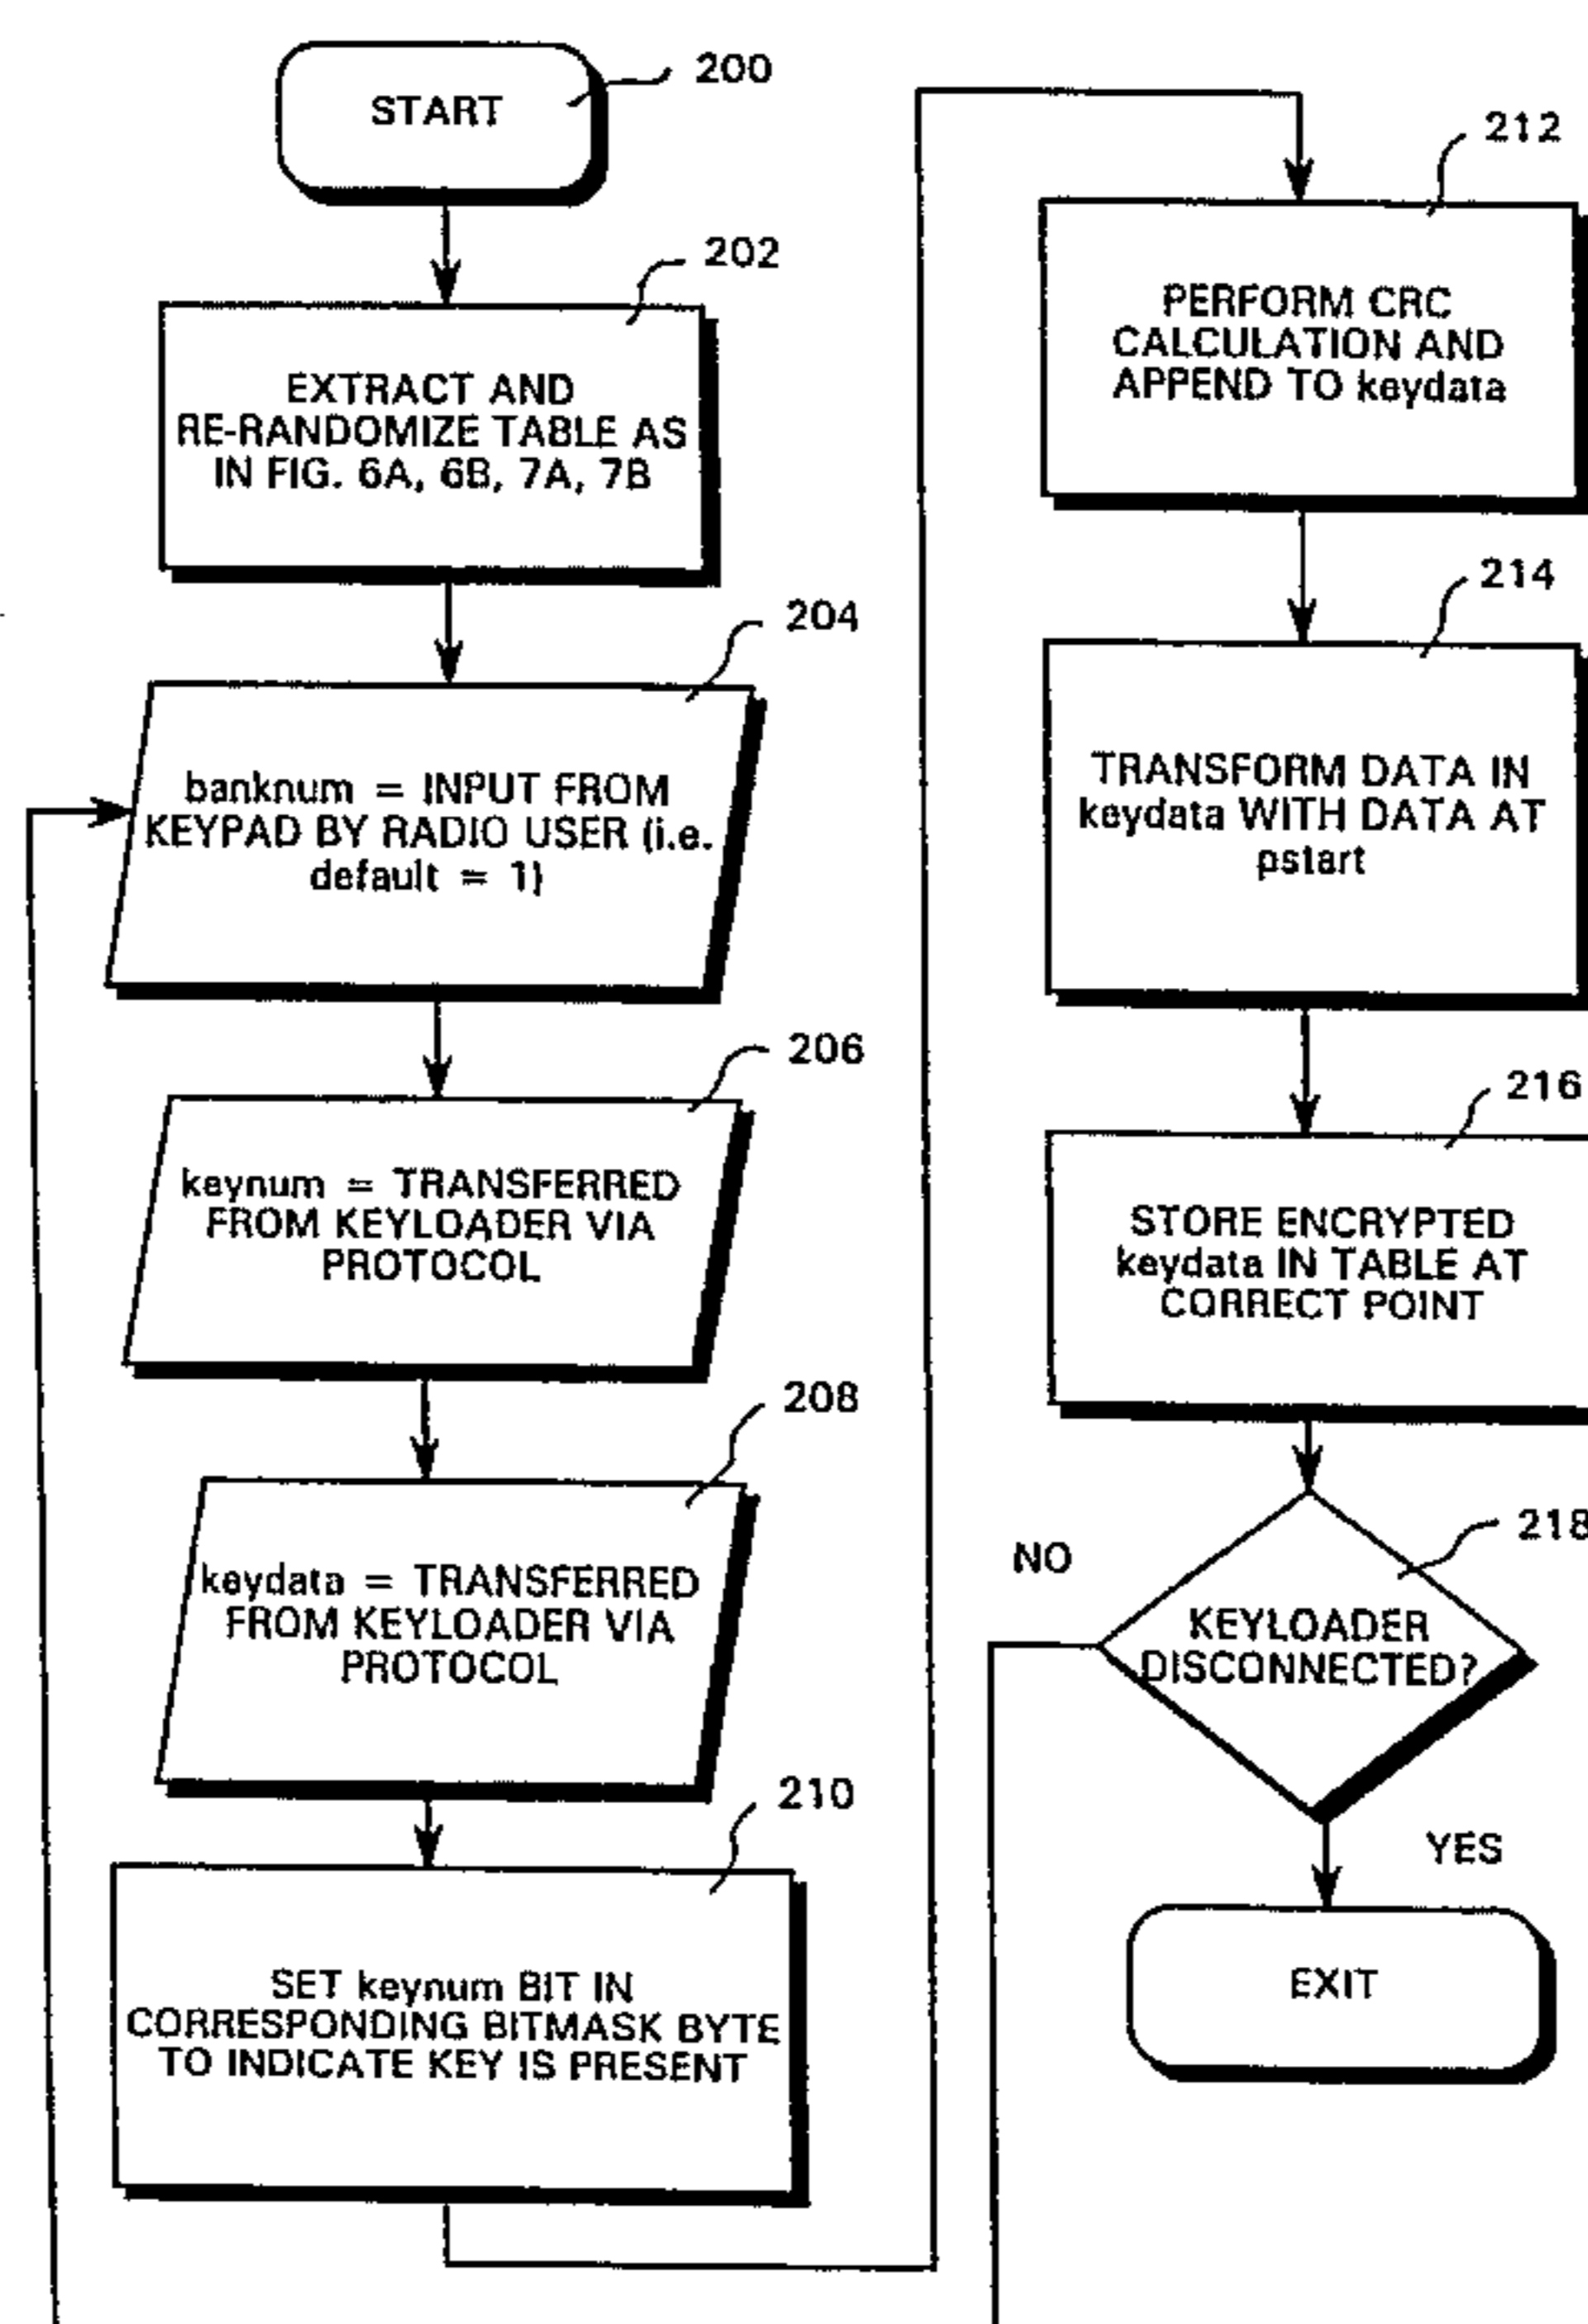 200
START
202
EXTRACT AND
RE-RANDOMIZE TABLE AS
IN FIG. 6A, 6B, 7A, 7B
204
banknum = INPUT FROM
KEYPAD BY RADIO USER (i.e.
default = 1)
206
keynum = TRANSFERRED
FROM KEYLOADER VIA
PROTOCOL
208
keydata = TRANSFERRED
FROM KEYLOADER VIA
PROTOCOL
210
SET keynum BIT IN
CORRESPONDING BITMASK BYTE
TO INDICATE KEY IS PRESENT
212
PERFORM CRC
CALCULATION AND
APPEND TO keydata
214
TRANSFORM DATA IN
keydata WITH DATA AT
pstart
216
STORE ENCRYPTED
keydata IN TABLE AT
CORRECT POINT
218
NO
KEYLOADER
DISCONNECTED?
YES
EXIT